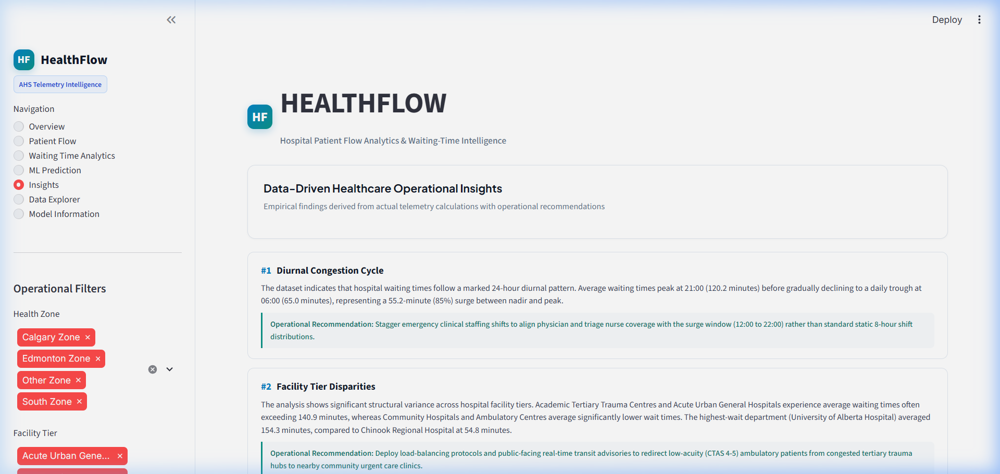 Deploy
HF HealthFlow
AHS Telemetry Intelligence
Navigation
Overview
Patient Flow
Waiting Time Analytics
ML Prediction
Insights
Data Explorer
Model Information
Operational Filters
Health Zone
Calgary Zone ×
Edmonton Zone ×
Other Zone ×
South Zone ×
Facility Tier
Acute Urban Gene... ×
HF HEALTHFLOW
Hospital Patient Flow Analytics & Waiting-Time Intelligence
Data-Driven Healthcare Operational Insights
Empirical findings derived from actual telemetry calculations with operational recommendations
#1 Diurnal Congestion Cycle
The dataset indicates that hospital waiting times follow a marked 24-hour diurnal pattern. Average waiting times peak at 21:00 (120.2 minutes) before gradually declining to a daily trough at
06:00 (65.0 minutes), representing a 55.2-minute (85%) surge between nadir and peak.
Operational Recommendation: Stagger emergency clinical staffing shifts to align physician and triage nurse coverage with the surge window (12:00 to 22:00) rather than standard static 8-hour shift
distributions.
#2 Facility Tier Disparities
The analysis shows significant structural variance across hospital facility tiers. Academic Tertiary Trauma Centres and Acute Urban General Hospitals experience average waiting times often
exceeding 140.9 minutes, whereas Community Hospitals and Ambulatory Centres average significantly lower wait times. The highest-wait department (University of Alberta Hospital) averaged
154.3 minutes, compared to Chinook Regional Hospital at 54.8 minutes.
Operational Recommendation: Deploy load-balancing protocols and public-facing real-time transit advisories to redirect low-acuity (CTAS 4-5) ambulatory patients from congested tertiary trauma
hubs to nearby community urgent care clinics.